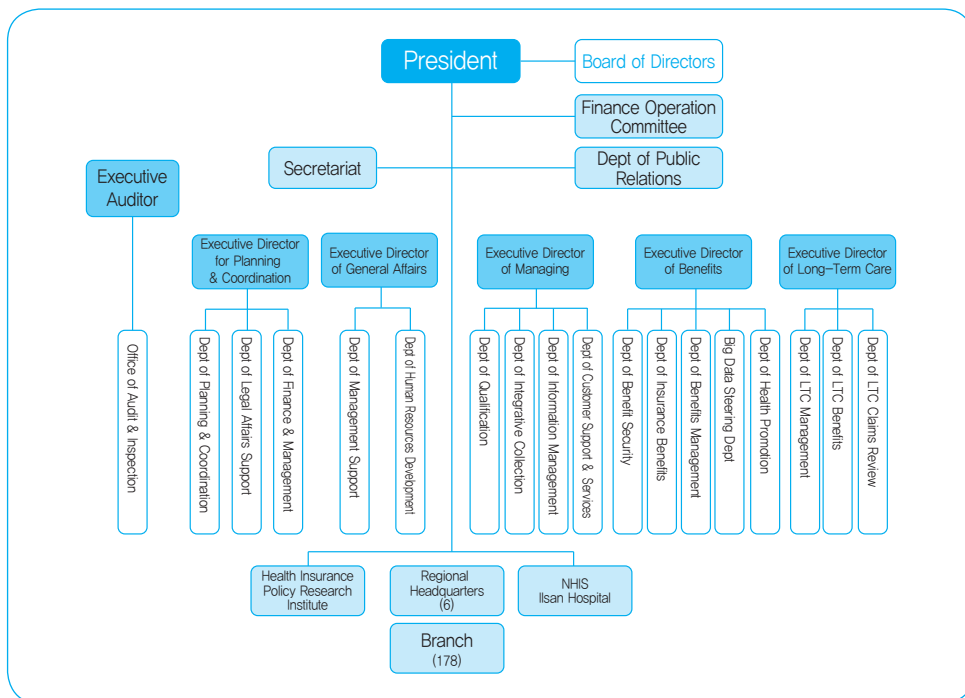 President
Board of Directors
Finance Operation
Committee
Secretariat
Dept of Public
Relations
Executive
Auditor
Executive Director
for Planning
& Coordination
Executive Director
of General Affairs
Executive Director
of Managing
Executive Director
of Benefits
Executive Director
of Long-Term Care
Office of Audit & Inspection
Dept of Planning & Coordination
Dept of Legal Affairs Support
Dept of Finance & Management
Dept of Management Support
Dept of Human Resources Development
Dept of Qualification
Dept of Integrative Collection
Dept of Information Management
Dept of Customer Support & Services
Dept of Benefit Security
Dept of Insurance Benefits
Dept of Benefits Management
Big Data Steering Dept
Dept of Health Promotion
Dept of LTC Management
Dept of LTC Benefits
Dept of LTC Claims Review
Health Insurance
Policy Research
Institute
Regional
Headquarters
(6)
NHIS
Ilsan Hospital
Branch
(178)